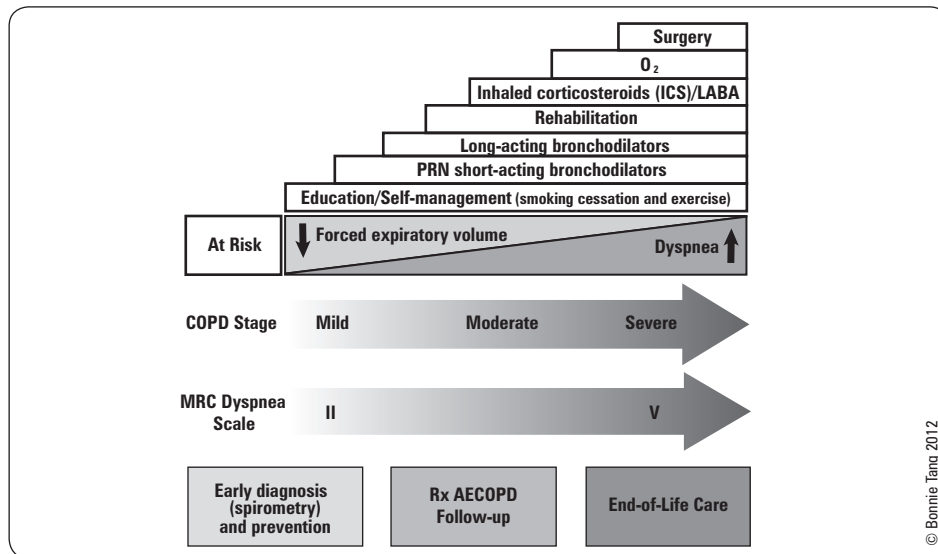 Surgery
O₂
Inhaled corticosteroids (ICS)/LABA
Rehabilitation
Long-acting bronchodilators
PRN short-acting bronchodilators
Education/Self-management (smoking cessation and exercise)
At Risk
Forced expiratory volume
Dyspnea
COPD Stage
Mild
Moderate
Severe
MRC Dyspnea
Scale
II
V
Early diagnosis
(spirometry)
and prevention
Rx AECOPD
Follow-up
End-of-Life Care
© Bonnie Tang 2012